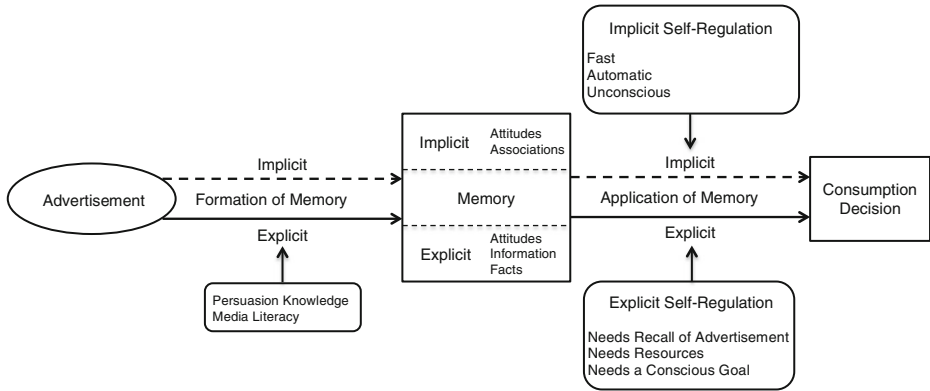 Implicit Self-Regulation
Fast
Automatic
Unconscious
Advertisement
Implicit
Formation of Memory
Explicit
Persuasion Knowledge
Media Literacy
Implicit
Attitudes
Associations
Memory
Explicit
Attitudes
Information
Facts
Implicit
Application of Memory
Explicit
Explicit Self-Regulation
Needs Recall of Advertisement
Needs Resources
Needs a Conscious Goal
Consumption
Decision